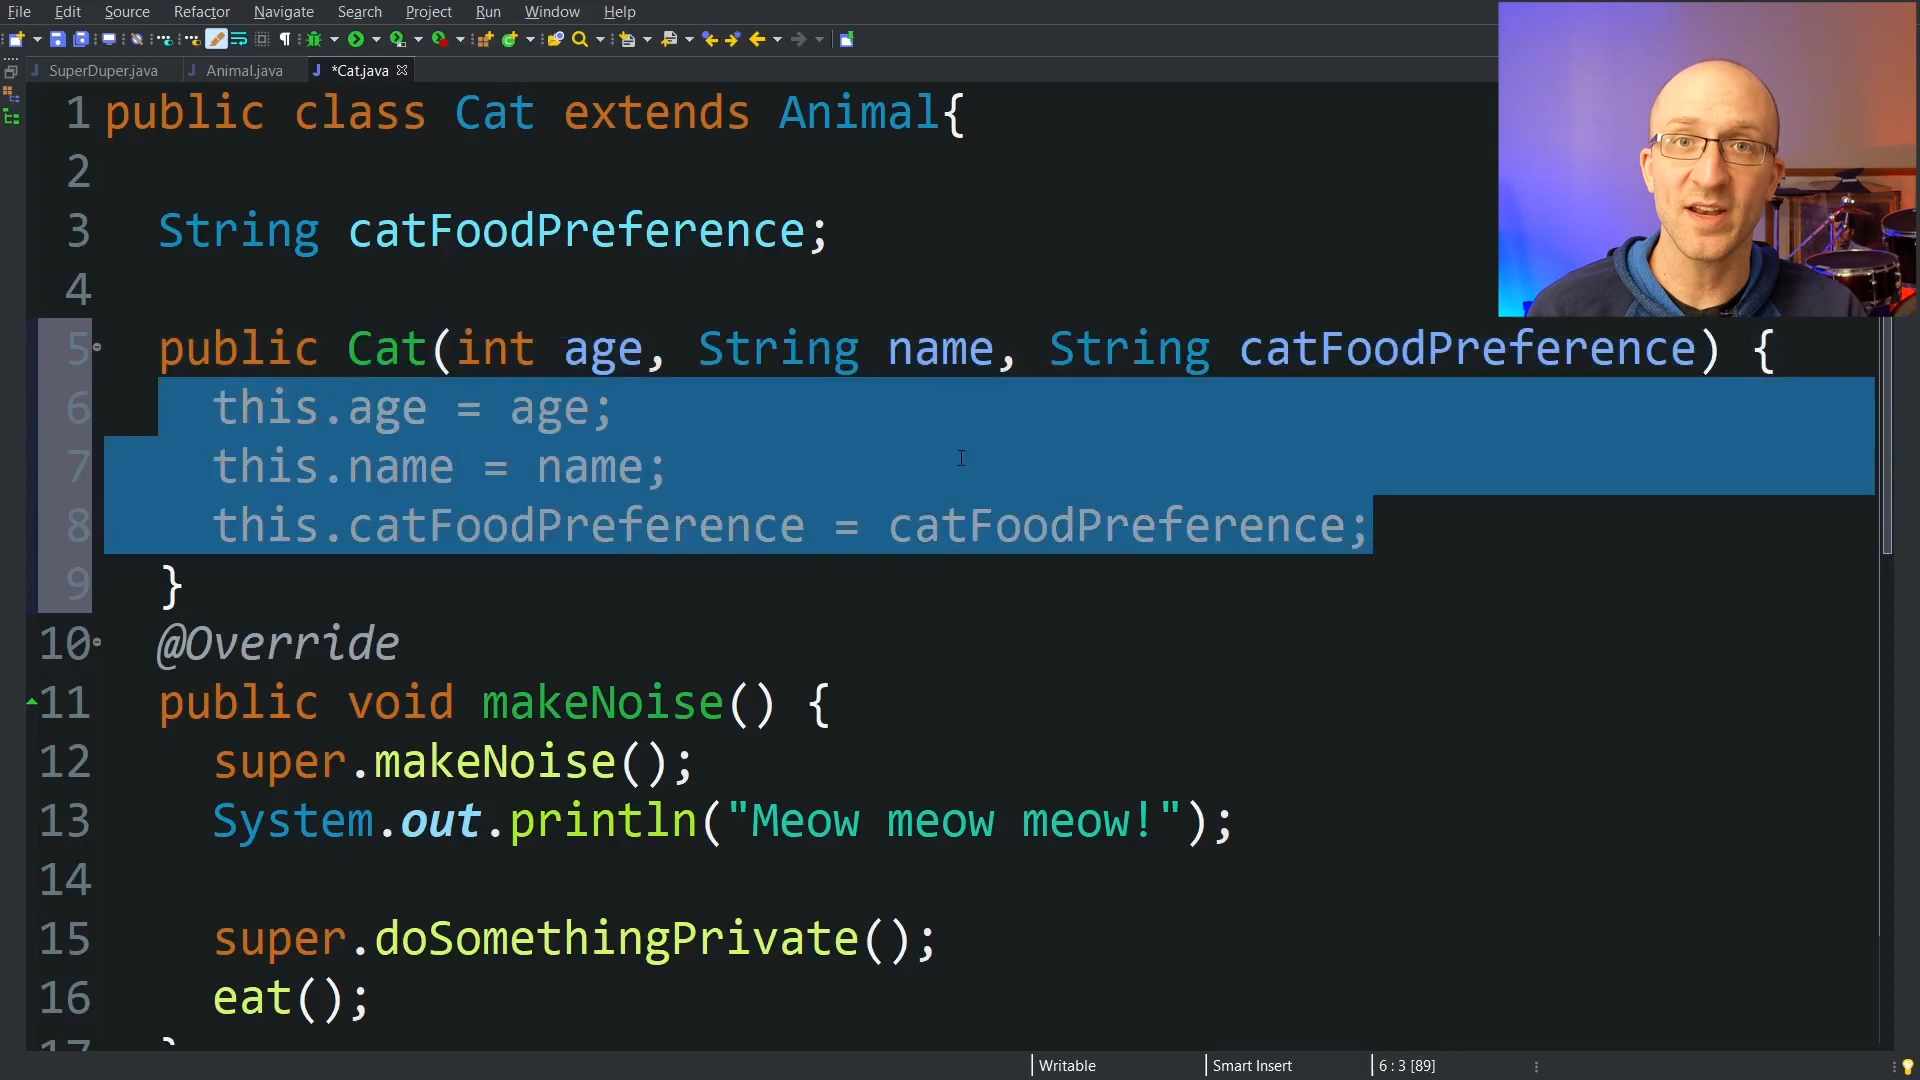 File Edit Source Refactor Navigate Search Project Run Window Help
SuperDuper.java Animal.java *Cat.java
1 public class Cat extends Animal{
2
3 String catFoodPreference;
4
5 public Cat(int age, String name, String catFoodPreference) {
6 this.age = age;
7 this.name = name;
8 this.catFoodPreference = catFoodPreference;
9 }
10 @Override
11 public void makeNoise() {
12 super.makeNoise();
13 System.out.println("Meow meow meow!");
14
15 super.doSomethingPrivate();
16 eat();
17 }
Writable Smart Insert 6 : 3 [89]